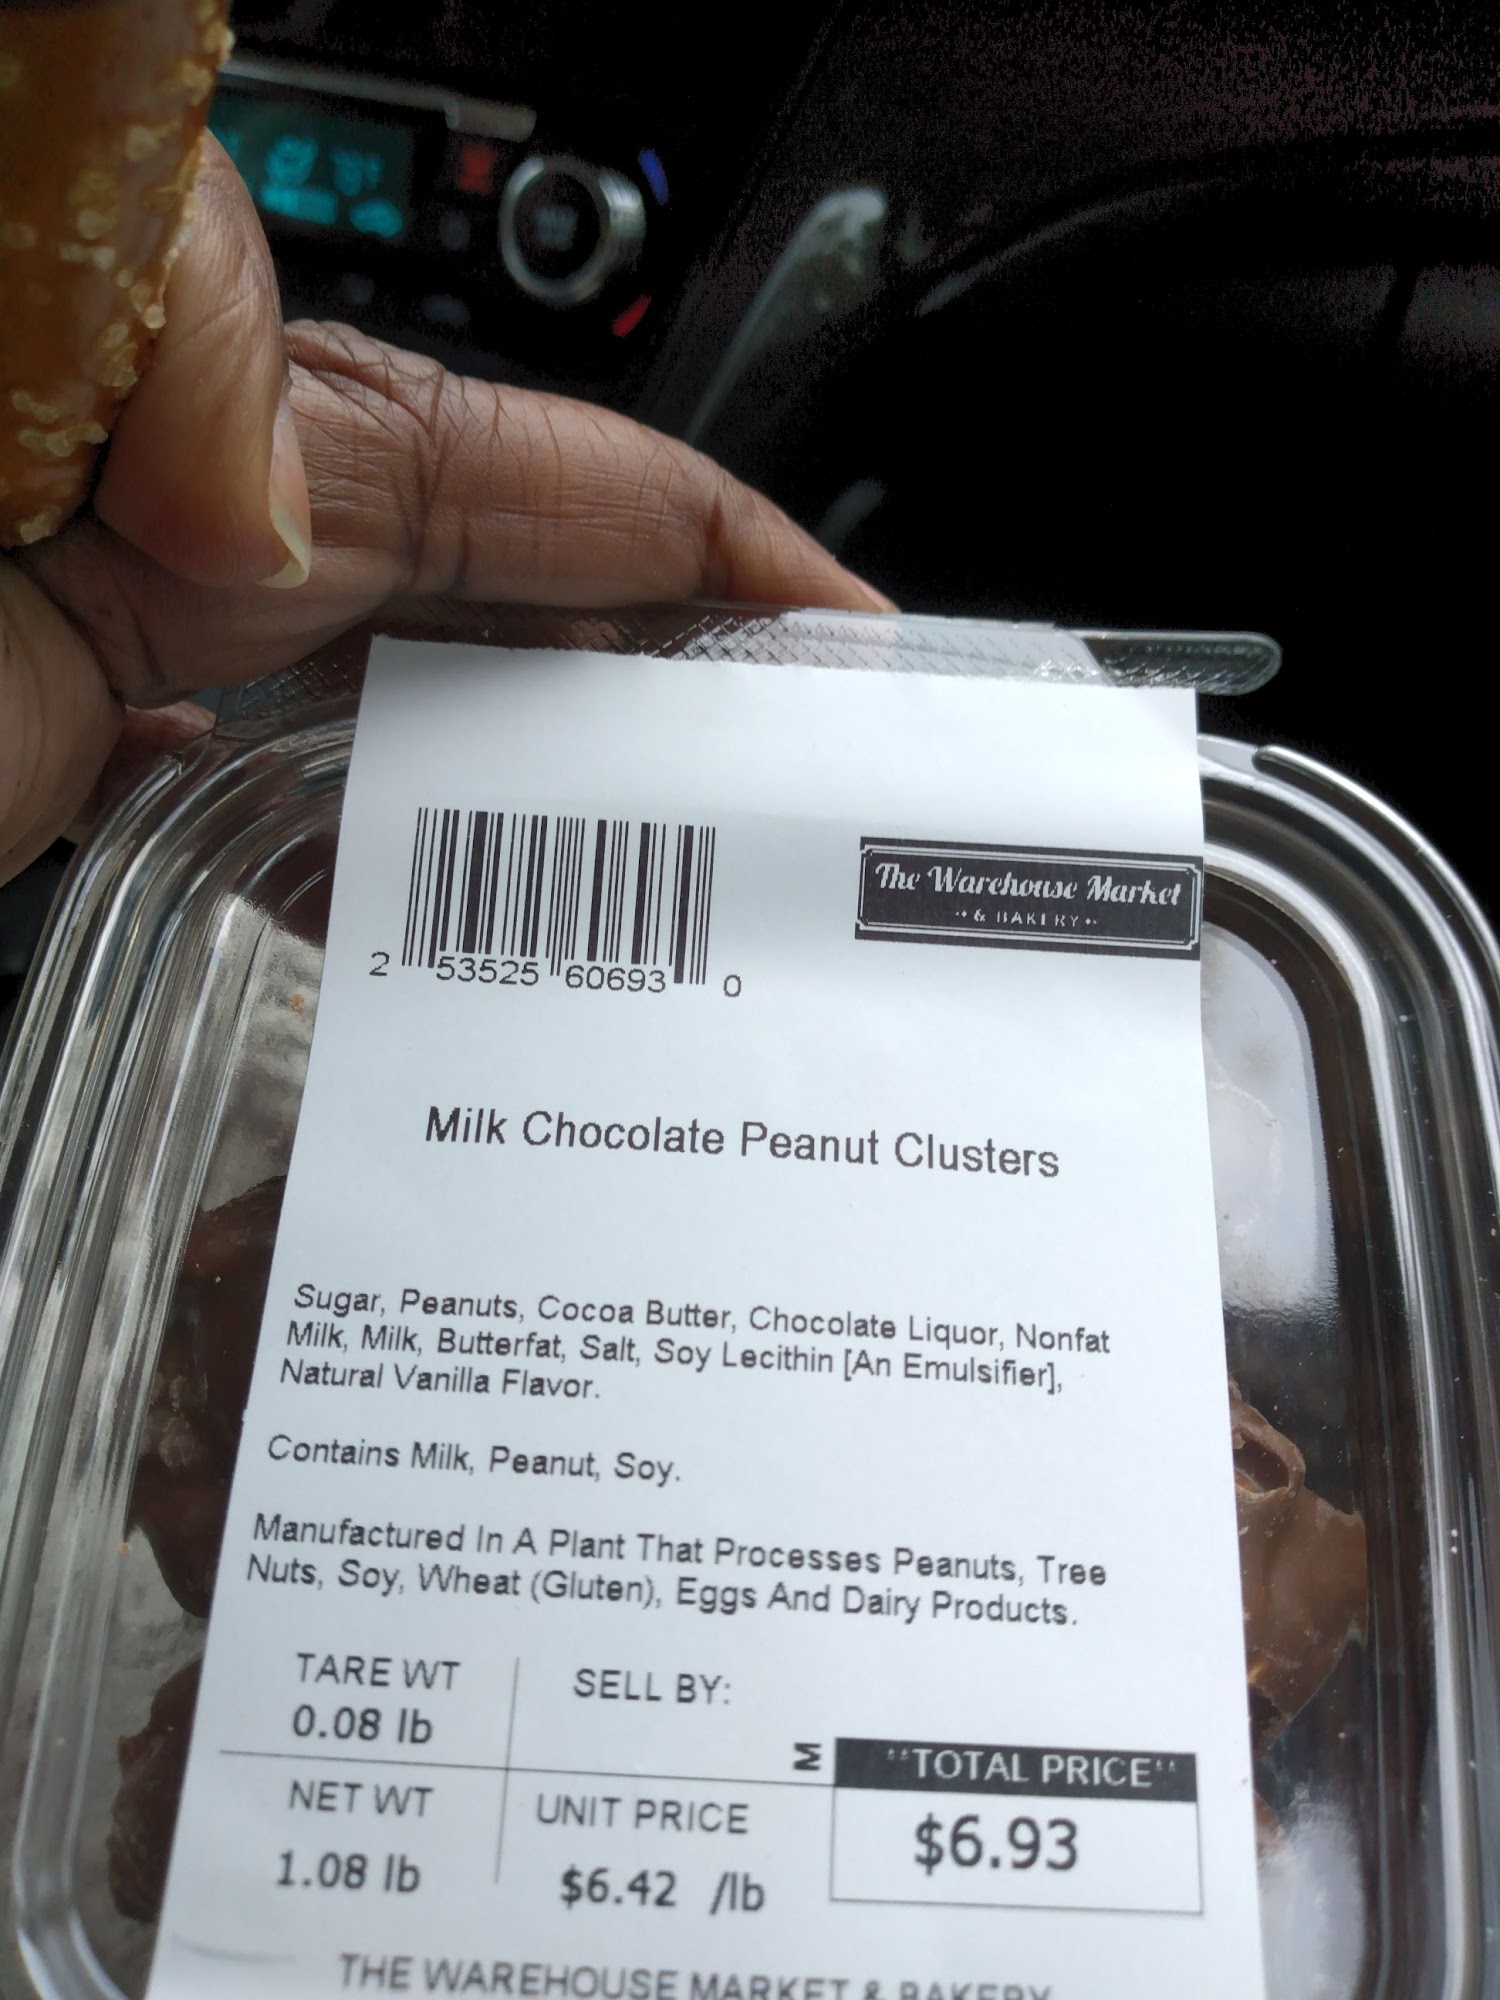 The Warehouse Market
& BAKERY
2 53525 60693 0
Milk Chocolate Peanut Clusters
Sugar, Peanuts, Cocoa Butter, Chocolate Liquor, Nonfat
Milk, Milk, Butterfat, Salt, Soy Lecithin [An Emulsifier],
Natural Vanilla Flavor.
Contains Milk, Peanut, Soy.
Manufactured In A Plant That Processes Peanuts, Tree
Nuts, Soy, Wheat (Gluten), Eggs And Dairy Products.
TARE WT
0.08 lb
SELL BY:
NET WT
1.08 lb
UNIT PRICE
$6.42 /lb
M
"TOTAL PRICE"
$6.93
THE WAREHOUSE MARKET & BAKERY